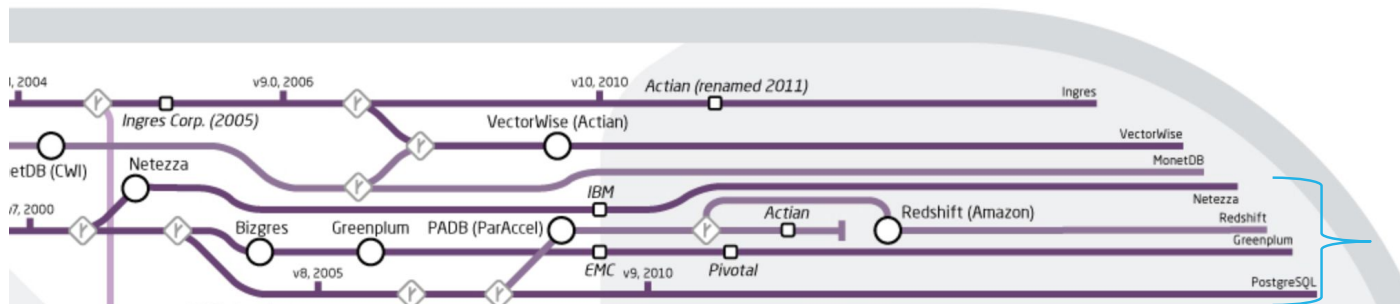 , 2004
v9.0, 2006
v10, 2010
Actian (renamed 2011)
Ingres
Ingres Corp. (2005)
VectorWise (Actian)
VectorWise
etDB (CWI)
Netezza
MonetDB
IBM
Netezza
7, 2000
Bizgres
Greenplum
PADB (ParAccel)
Actian
Redshift (Amazon)
Redshift
Greenplum
v8, 2005
EMC
v9, 2010
Pivotal
PostgreSQL